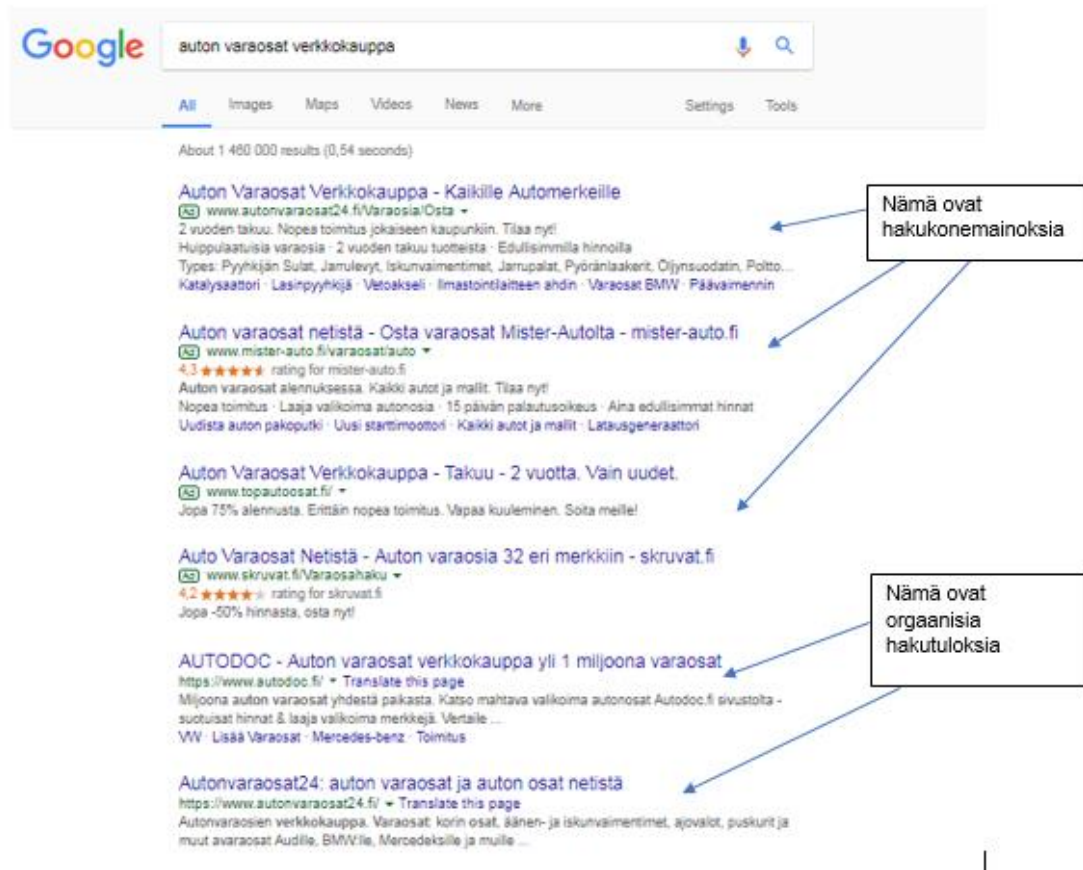 Google
auton varaosat verkkokauppa
All Images Maps Videos News More Settings Tools
About 1 460 000 results (0,54 seconds)
Auton Varaosat Verkkokauppa - Kaikille Automerkeille
Ad www.autonvaraosat24.fi/Varaosia/Osta
2 vuoden takuu. Nopea toimitus jokaiseen kaupunkiin. Tilaa nyt!
Huippulaatuisia varaosia · 2 vuoden takuu tuotteista · Edullisimmilla hinnoilla
Types: Pyyhkijän Sulat, Jarrulevyt, Iskunvaimentimet, Jarrupalat, Pyöränlaakerit, Öljynsuodatin, Poltto...
Katalysaattori · Lasinpyyhkijä · Vetoakseli · Ilmastointilaitteen ahdin · Varaosat BMW · Päävaimennin
Nämä ovat
hakukonemainoksia
Auton varaosat netistä - Osta varaosat Mister-Autolta - mister-auto.fi
Ad www.mister-auto.fi/varaosat/auto
4,3 ★★★★★ rating for mister-auto.fi
Auton varaosat alennuksessa. Kaikki autot ja mallit. Tilaa nyt!
Nopea toimitus · Laaja valikoima autonosia · 15 päivän palautusoikeus · Aina edullisimmat hinnat
Uudista auton pakoputki · Uusi starttimoottori · Kaikki autot ja mallit · Latausgeneraattori
Auton Varaosat Verkkokauppa - Takuu - 2 vuotta. Vain uudet.
Ad www.topautoosat.fi/
Jopa 75% alennusta. Erittäin nopea toimitus. Vapaa kuuleminen. Soita meille!
Auto Varaosat Netistä - Auton varaosia 32 eri merkkiin - skruvat.fi
Ad www.skruvat.fi/Varaosahaku
4,2 ★★★★★ rating for skruvat.fi
Jopa -50% hinnasta, osta nyt!
Nämä ovat
orgaanisia
hakutuloksia
AUTODOC - Auton varaosat verkkokauppa yli 1 miljoona varaosat
https://www.autodoc.fi/ Translate this page
Miljoona auton varaosat yhdestä paikasta. Katso mahtava valikoima autonosat Autodoc.fi sivustolta -
suotuisat hinnat & laaja valikoima merkkejä. Vertaile ...
VW · Lisää Varaosat · Mercedes-benz · Toimitus
Autonvaraosat24: auton varaosat ja auton osat netistä
https://www.autonvaraosat24.fi/ Translate this page
Autonvaraosien verkkokauppa. Varaosat: korin osat, äänen- ja iskunvaimentimet, ajovalot, puskurit ja
muut avaraosat Audille, BMW:lle, Mercedeksille ja muille ...